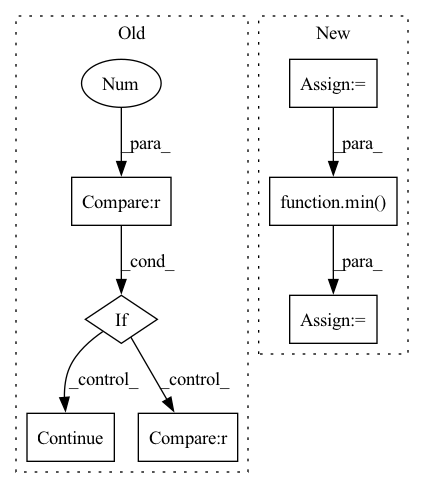 Old
New
Num
Assign:=
_para_
_para_
Compare:r
function.min()
_cond_
_para_
If
Assign:=
_control_
_control_
Continue
Compare:r